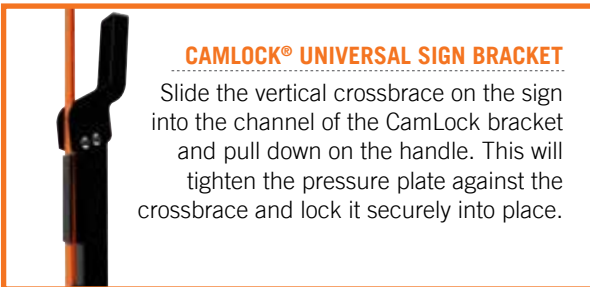 CAMLOCK® UNIVERSAL SIGN BRACKET
Slide the vertical crossbrace on the sign
into the channel of the CamLock bracket
and pull down on the handle. This will
tighten the pressure plate against the
crossbrace and lock it securely into place.